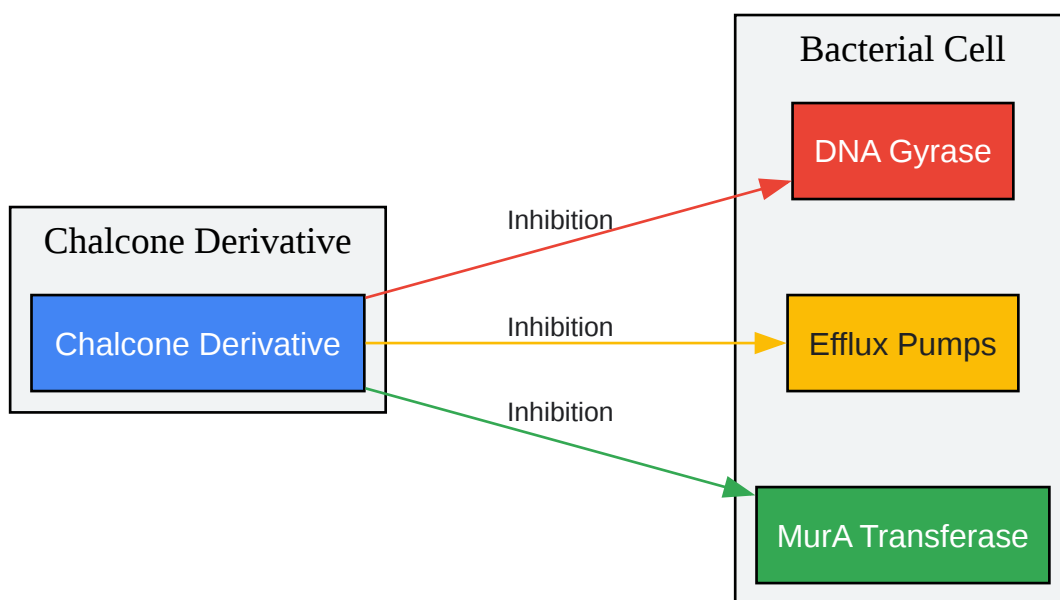 Chalcone Derivative
Chalcone Derivative
Inhibition
Inhibition
Inhibition
Bacterial Cell
DNA Gyrase
Efflux Pumps
MurA Transferase